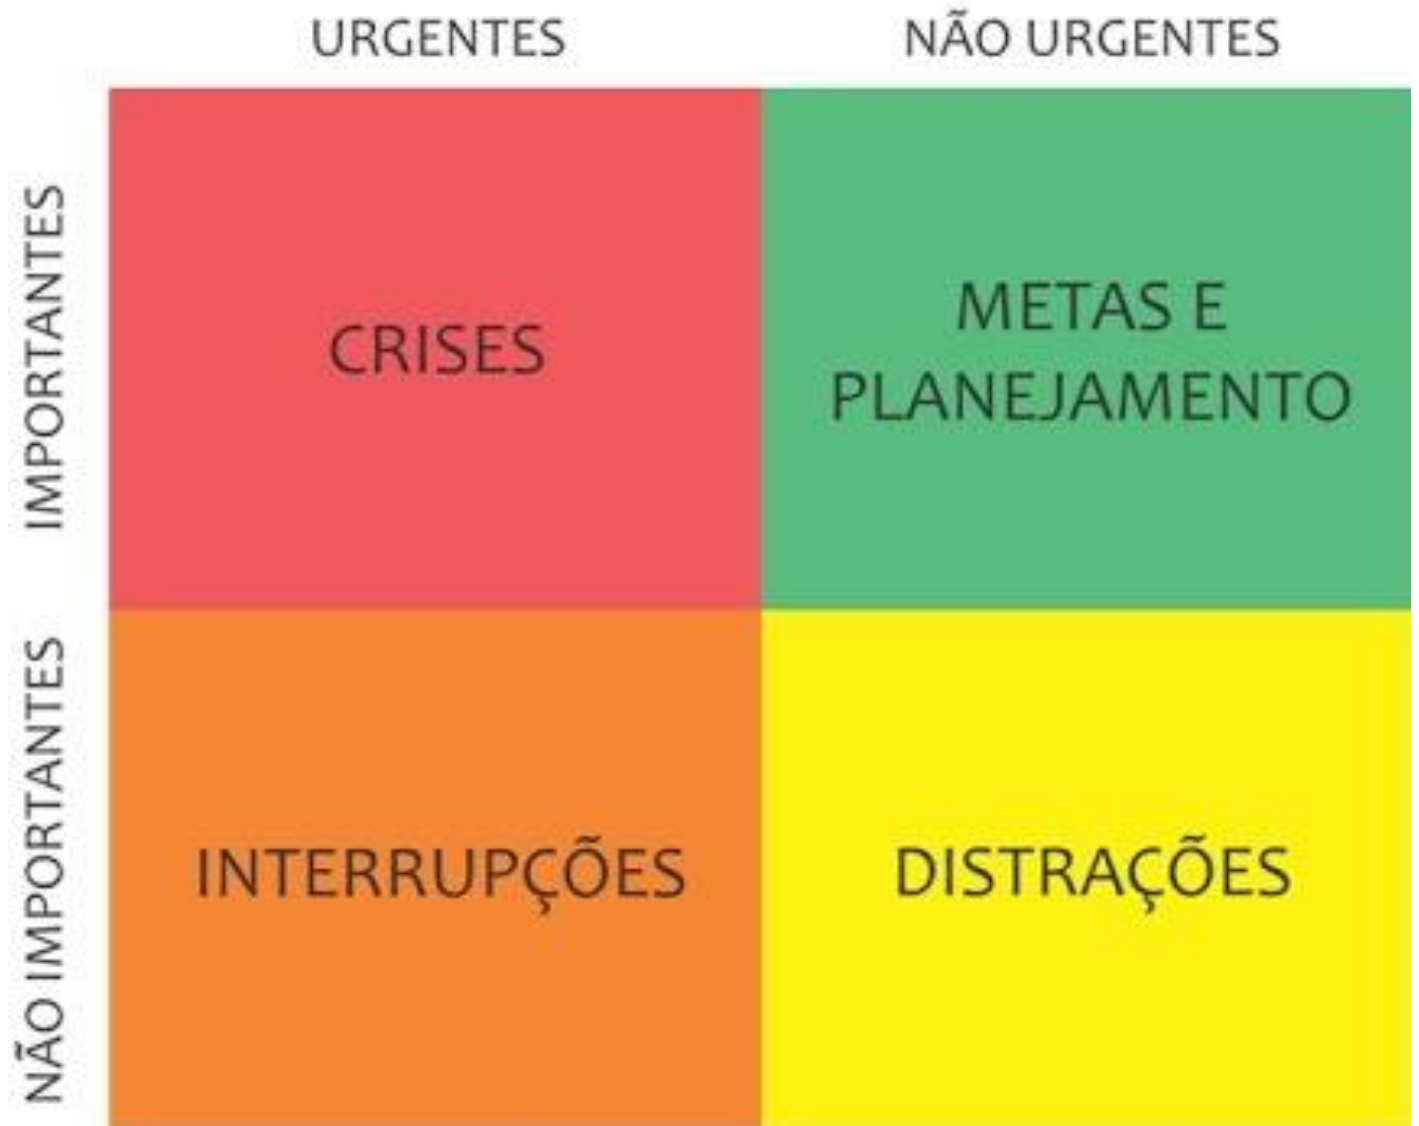 URGENTES
NÃO URGENTES
IMPORTANTES
CRISES
METAS E
PLANEJAMENTO
NÃO IMPORTANTES
INTERRUPÇÕES
DISTRAÇÕES